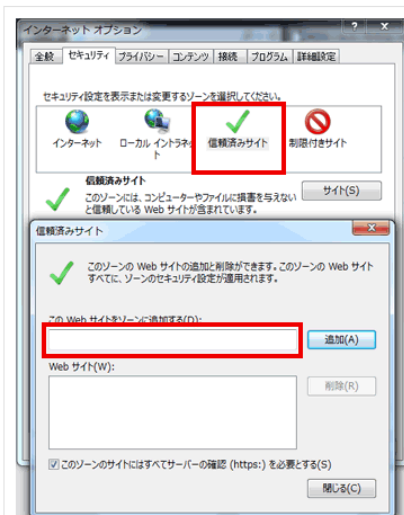 インターネット オプション
全般 セキュリティ プライバシー コンテンツ 接続 プログラム 詳細設定
セキュリティ設定を表示または変更するゾーンを選択してください。
インターネット ローカル イントラネット 信頼済みサイト 制限付きサイト
信頼済みサイト
このゾーンには、コンピューターやファイルに損害を与えない
と信頼している Web サイトが含まれています。
サイト(S)
信頼済みサイト
このゾーンの Web サイトの追加と削除ができます。このゾーンの Web サイト
すべてに、ゾーンのセキュリティ設定が適用されます。
この Web サイトをゾーンに追加する(D):
追加(A)
Web サイト(W):
削除(R)
このゾーンのサイトにはすべてサーバーの確認 (https:) を必要とする(S)
閉じる(C)